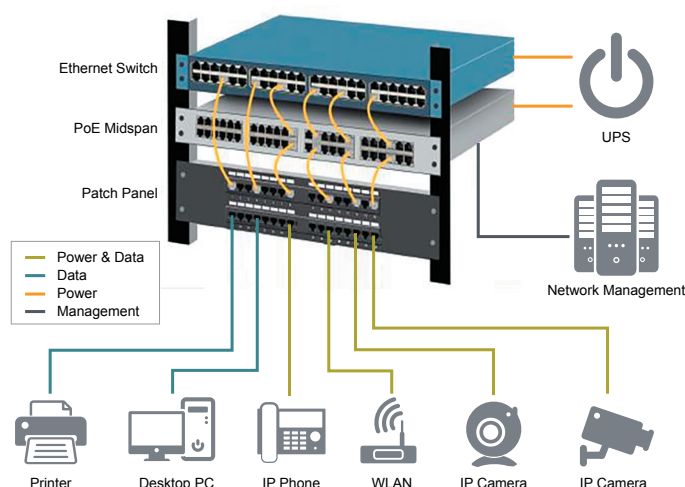 Ethernet Switch
UPS
PoE Midspan
Patch Panel
Power & Data
Data
Power
Management
Network Management
Printer
Desktop PC
IP Phone
WLAN
IP Camera
IP Camera